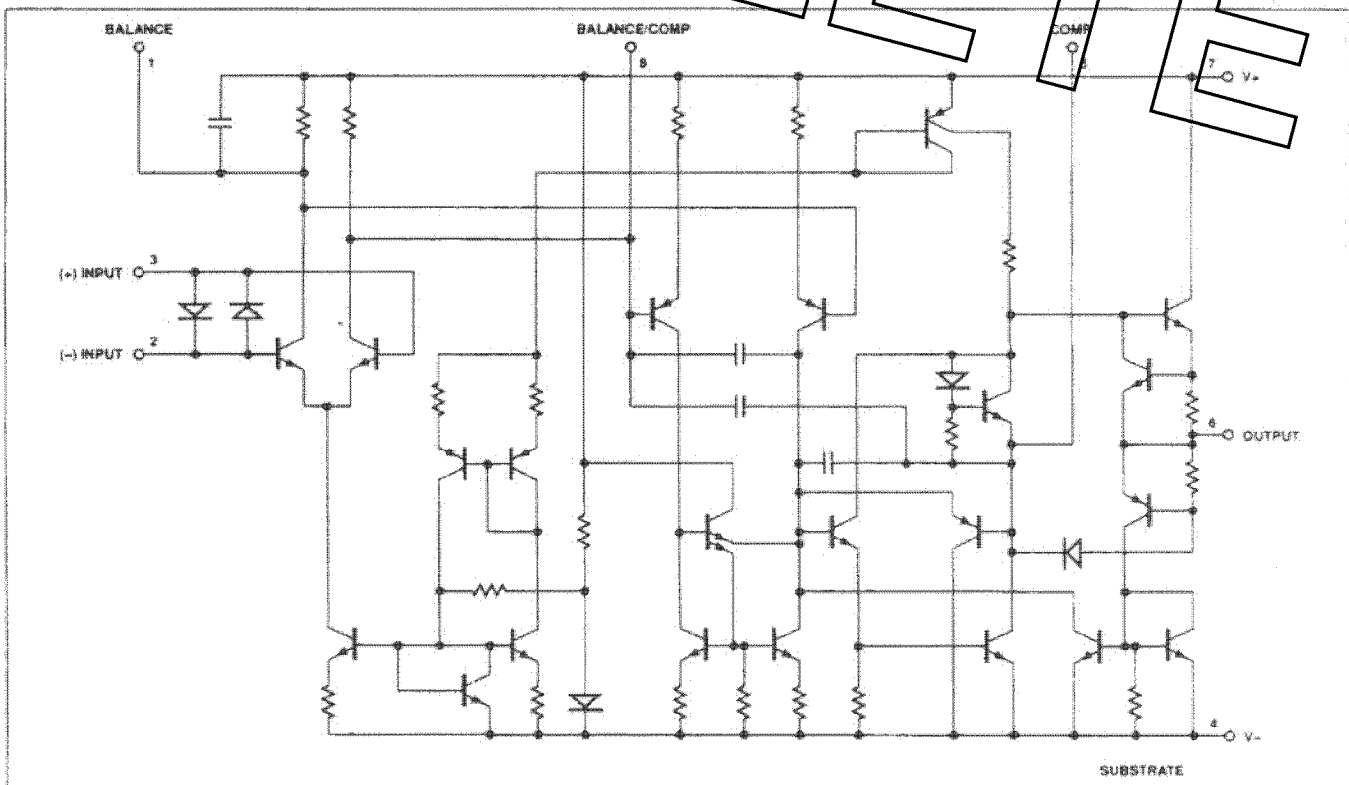 BALANCE
1
BALANCE/COMP
8
COMP
7
V+
3
(+) INPUT
2
(−) INPUT
6
OUTPUT
4
V−
SUBSTRATE